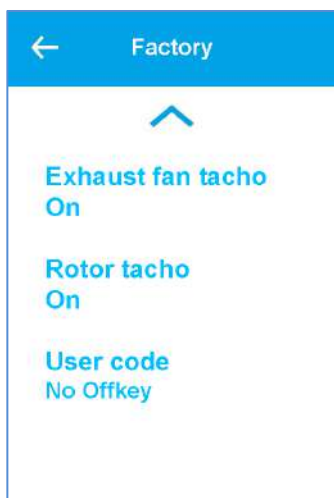 Factory
Exhaust fan tacho
On
Rotor tacho
On
User code
No Offkey